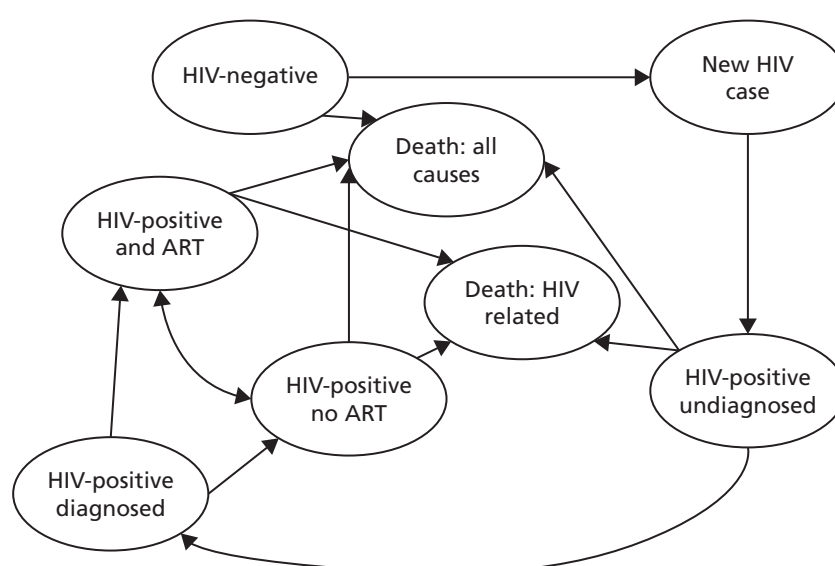 HIV-negative
New HIV
case
Death: all
causes
HIV-positive
and ART
Death: HIV
related
HIV-positive
no ART
HIV-positive
undiagnosed
HIV-positive
diagnosed